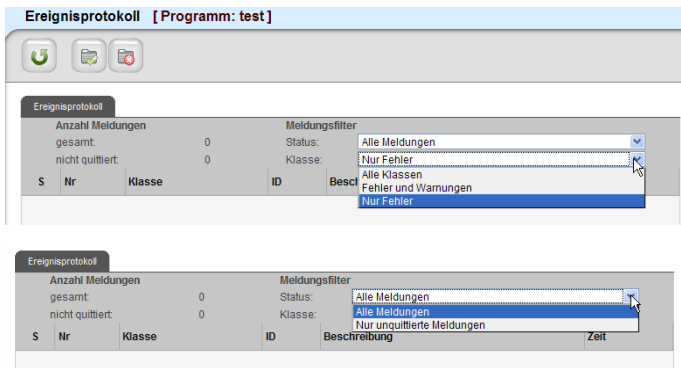 Ereignisprotokoll [ Programm: test ]
Ereignisprotokoll
Anzahl Meldungen Meldungsfilter
gesamt: 0 Status: Alle Meldungen
nicht quittiert: 0 Klasse: Nur Fehler
Alle Klassen
S Nr Klasse ID Besch
Fehler und Warnungen
Nur Fehler
Ereignisprotokoll
Anzahl Meldungen Meldungsfilter
gesamt: 0 Status: Alle Meldungen
nicht quittiert: 0 Klasse: Alle Meldungen
Nur unquittierte Meldungen
S Nr Klasse ID Beschreibung Zeit